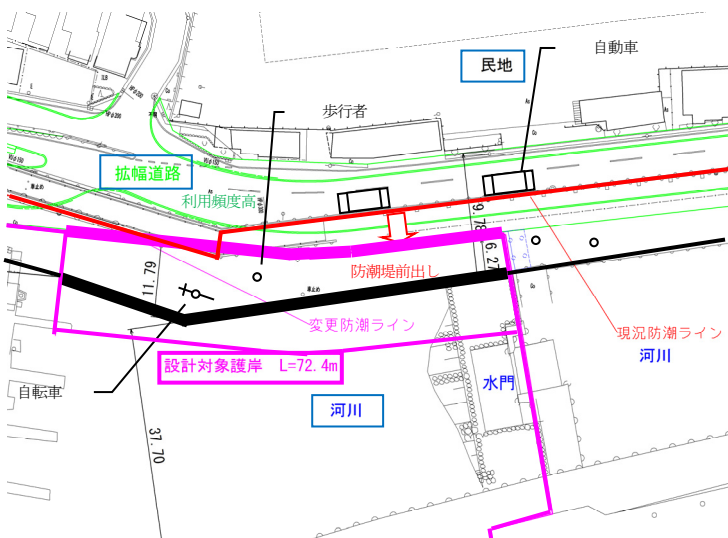 自動車
民地
歩行者
拡幅道路
利用頻度高
9.78
6.27
防潮堤前出し
11.79
車止め
変更防潮ライン
現況防潮ライン
河川
設計対象護岸 L=72.4m
水門
自転車
河川
37.70